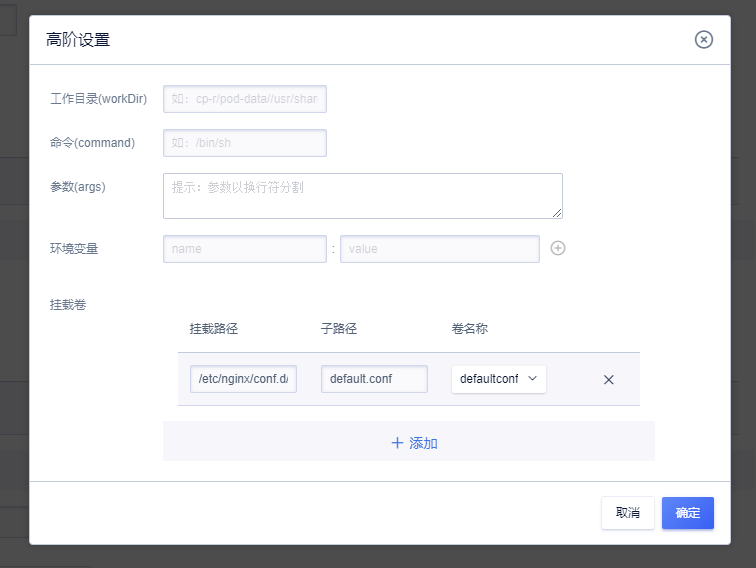 高阶设置
工作目录(workDir) 如：cp-r/pod-data//usr/shar
命令(command) 如：/bin/sh
参数(args) 提示：参数以换行符分割
环境变量 name : value
挂载卷
挂载路径 子路径 卷名称
/etc/nginx/conf.d/ default.conf defaultconf
添加
取消 确定